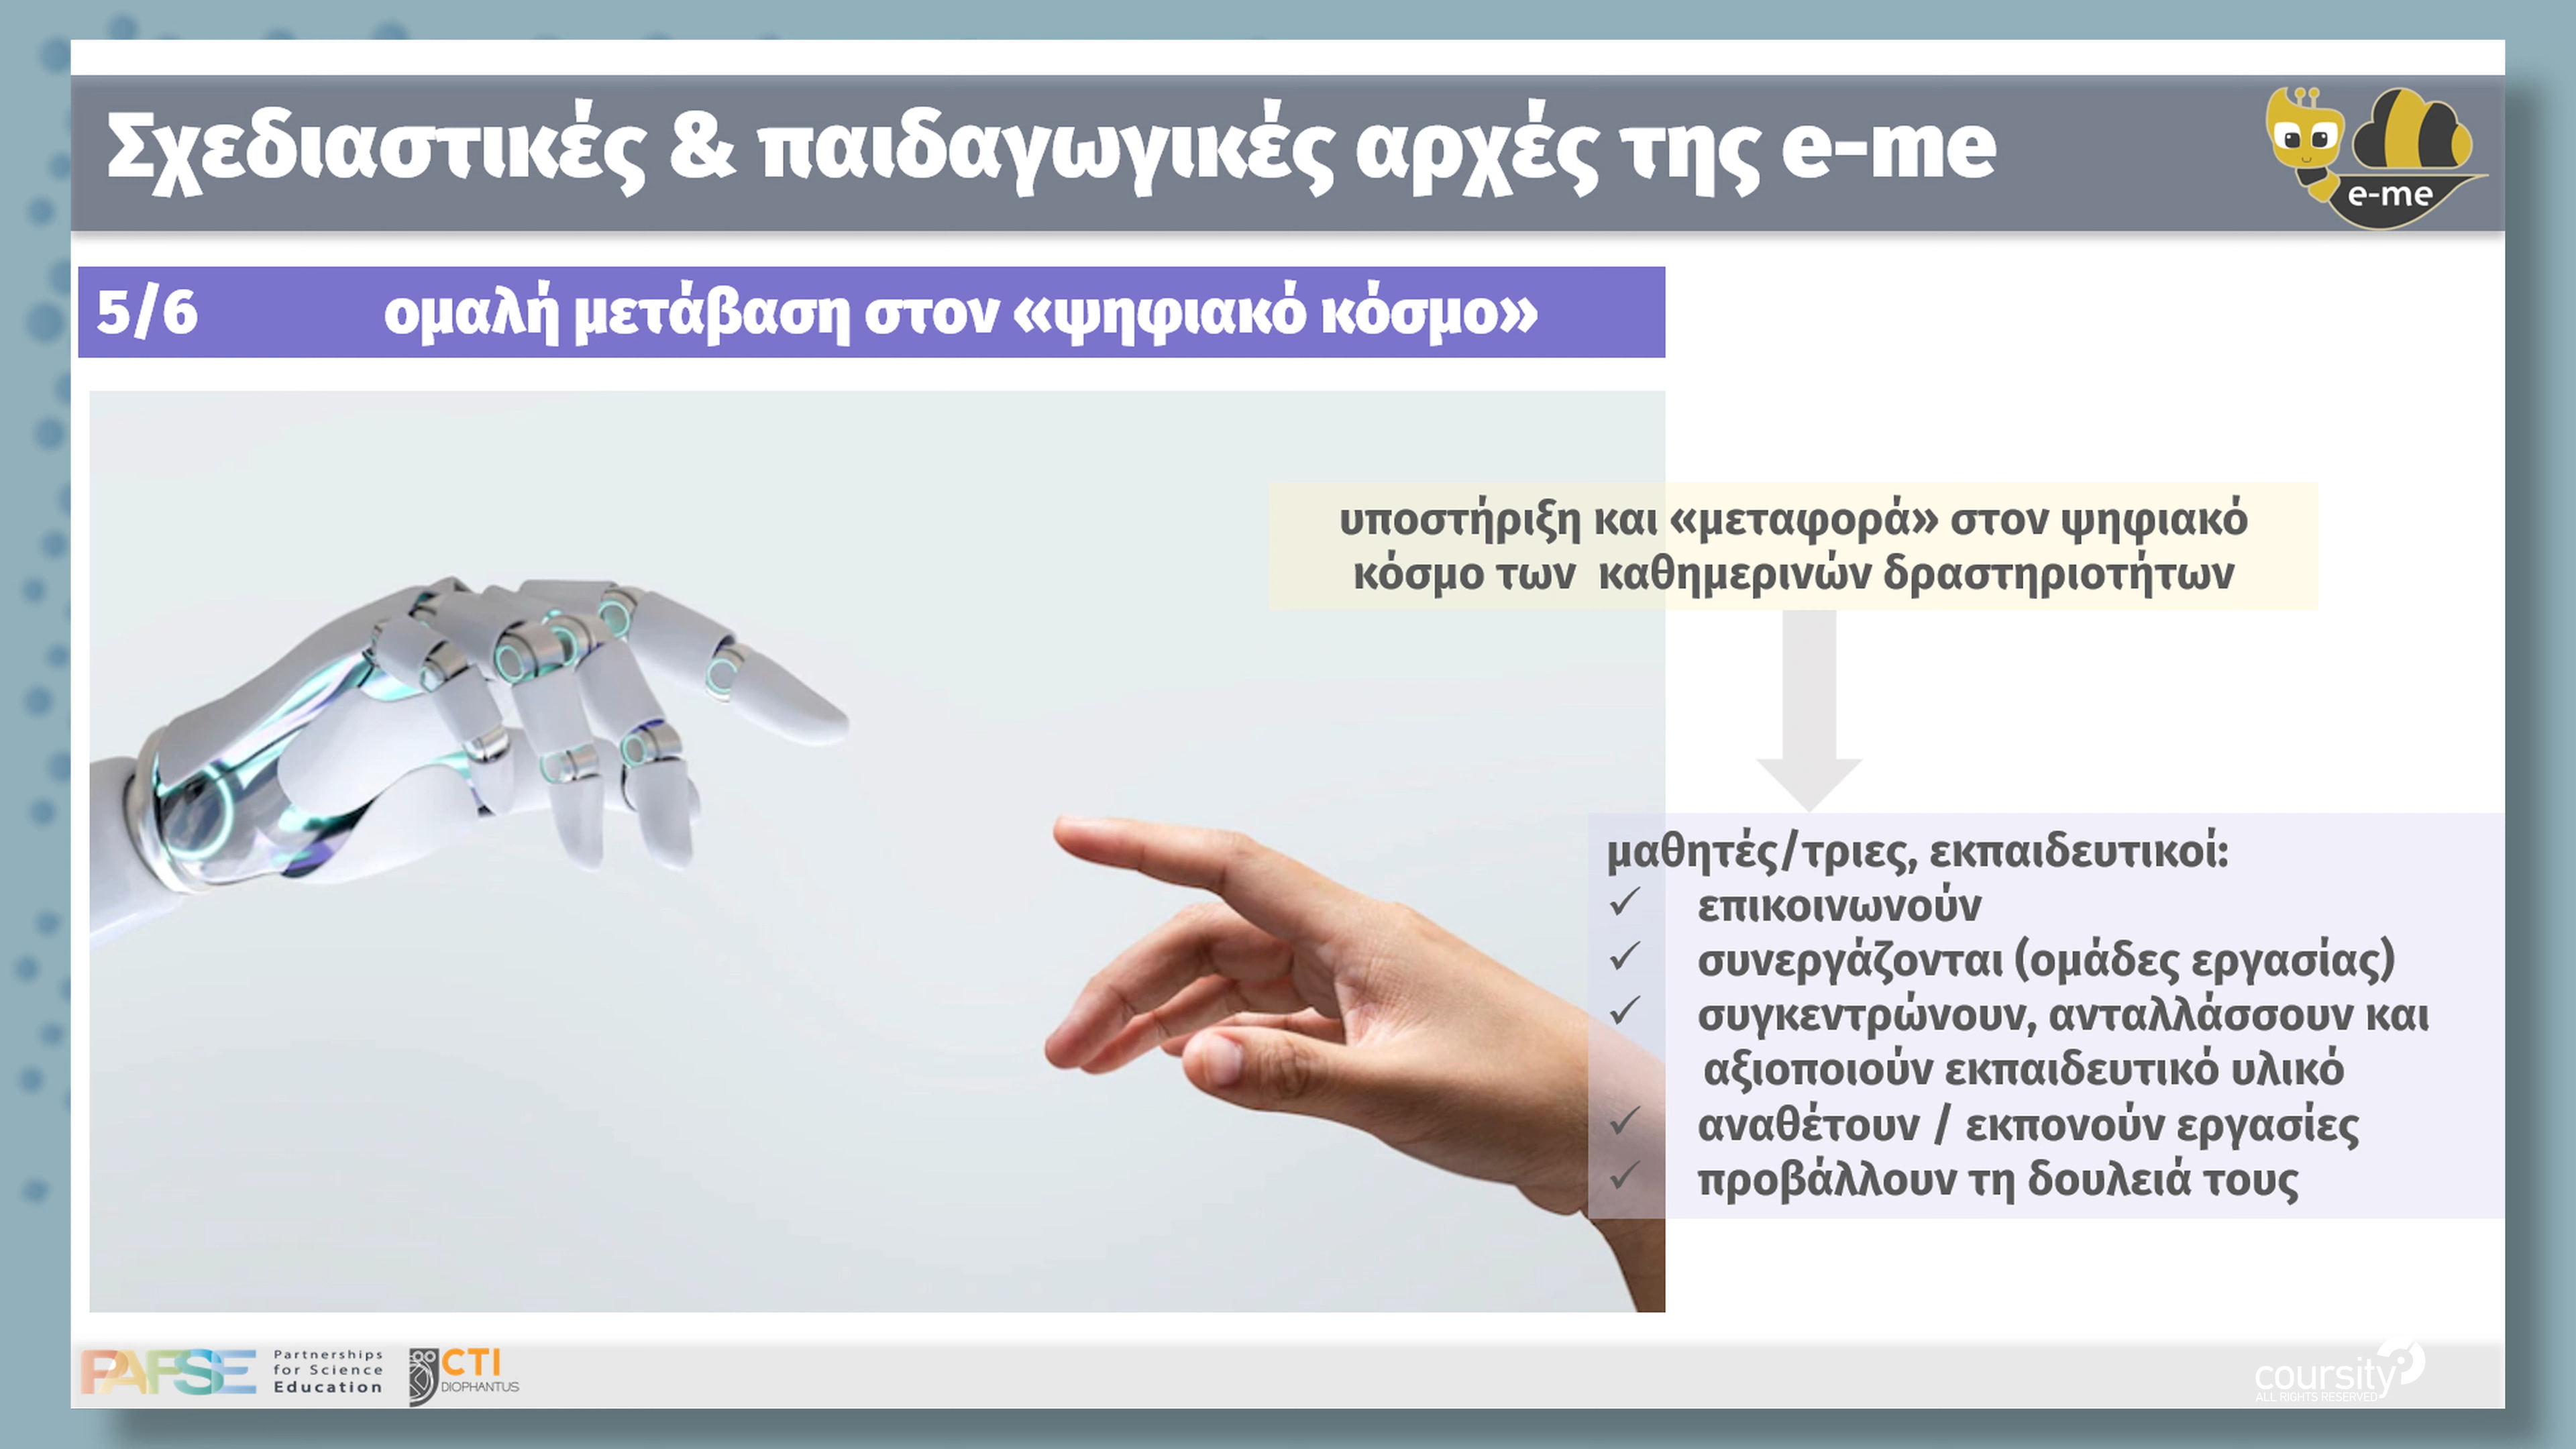 Σχεδιαστικές & παιδαγωγικές αρχές της e-me
e-me
5/6 ομαλή μετάβαση στον «ψηφιακό κόσμο»
υποστήριξη και «μεταφορά» στον ψηφιακό
κόσμο των καθημερινών δραστηριοτήτων
μαθητές/τριες, εκπαιδευτικοί:
✓ επικοινωνούν
✓ συνεργάζονται (ομάδες εργασίας)
✓ συγκεντρώνουν, ανταλλάσσουν και
αξιοποιούν εκπαιδευτικό υλικό
✓ αναθέτουν / εκπονούν εργασίες
✓ προβάλλουν τη δουλειά τους
PAFSE
Partnerships
for Science
Education
CTI
DIOPHANTUS
coursity
ALL RIGHTS RESERVED